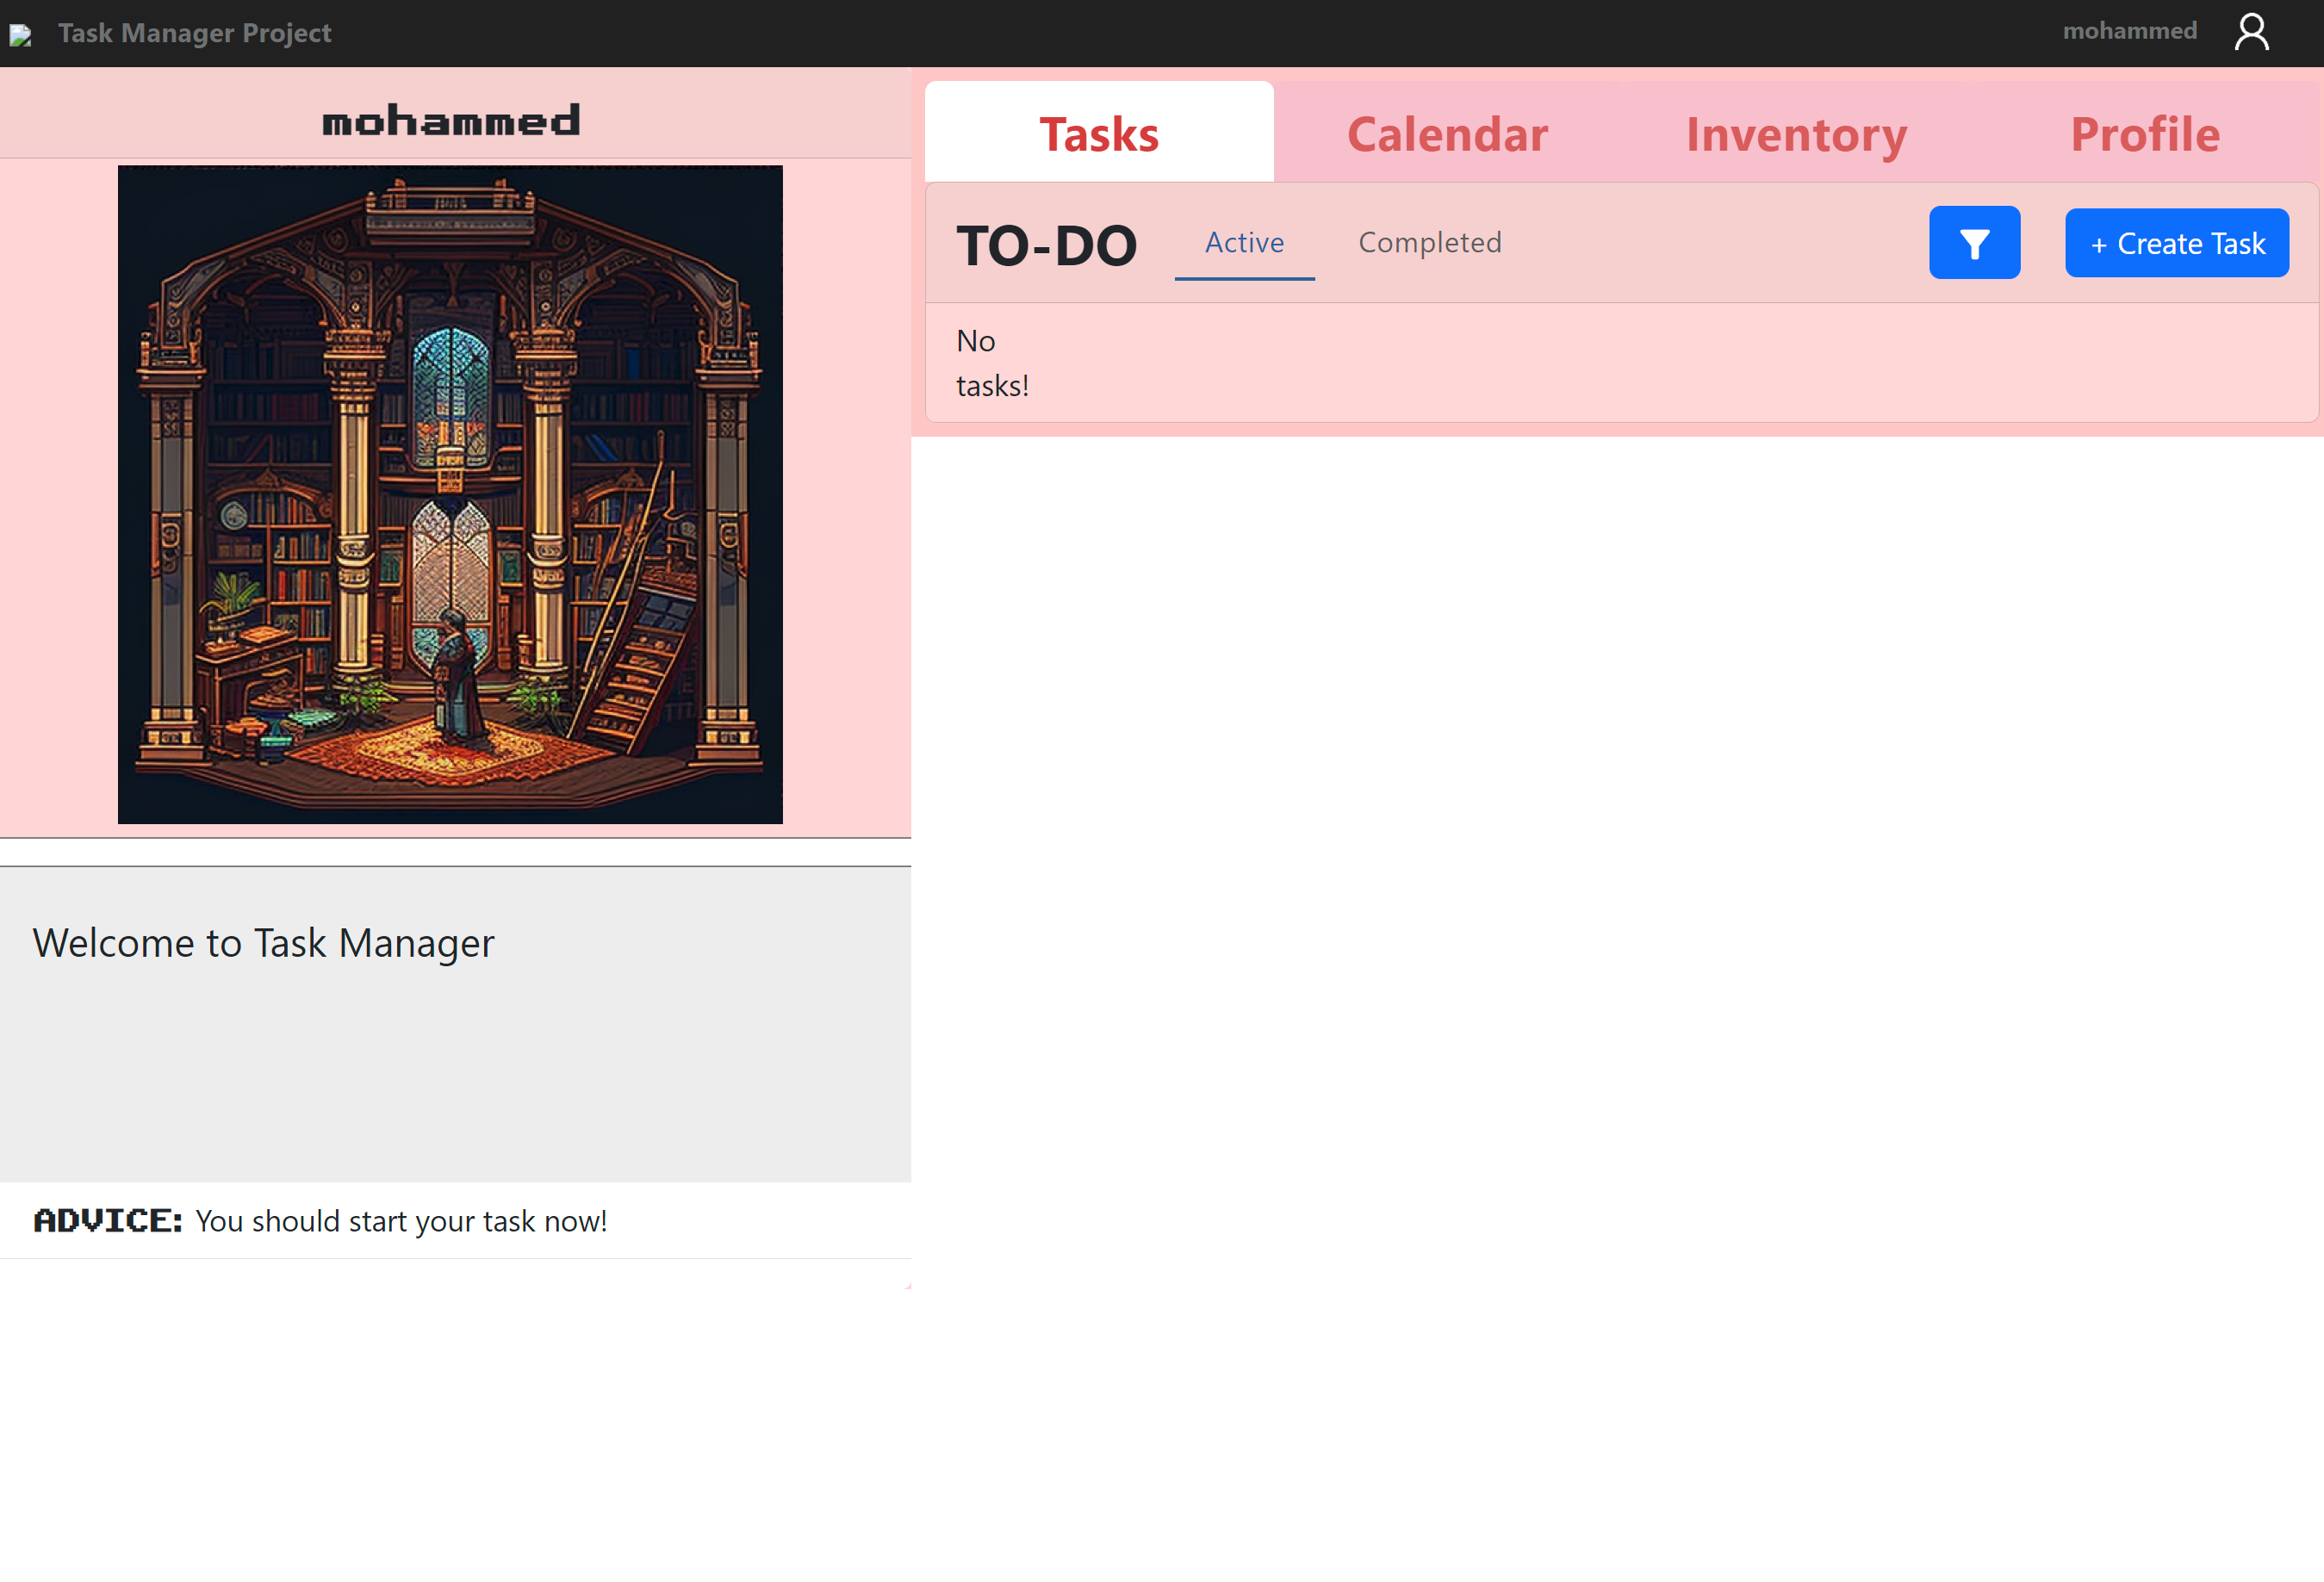 Task Manager Project
mohammed
mohammed
Tasks
Calendar
Inventory
Profile
TO-DO
Active
Completed
+ Create Task
No
tasks!
Welcome to Task Manager
ADVICE: You should start your task now!